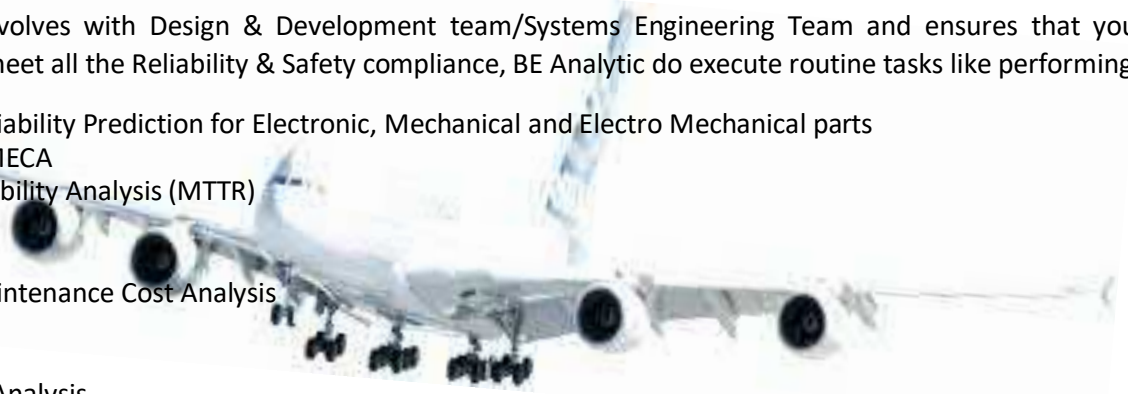 volves with Design & Development team/Systems Engineering Team and ensures that you
meet all the Reliability & Safety compliance, BE Analytic do execute routine tasks like performing
iability Prediction for Electronic, Mechanical and Electro Mechanical parts
MECA
bility Analysis (MTTR)
intenance Cost Analysis
Analysis